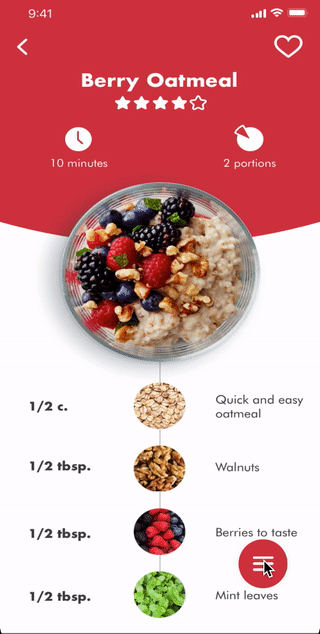 9:41
Berry Oatmeal
10 minutes
2 portions
1/2 c.
Quick and easy
oatmeal
1/2 tbsp.
Walnuts
1/2 tbsp.
Berries to taste
1/2 tbsp.
Mint leaves